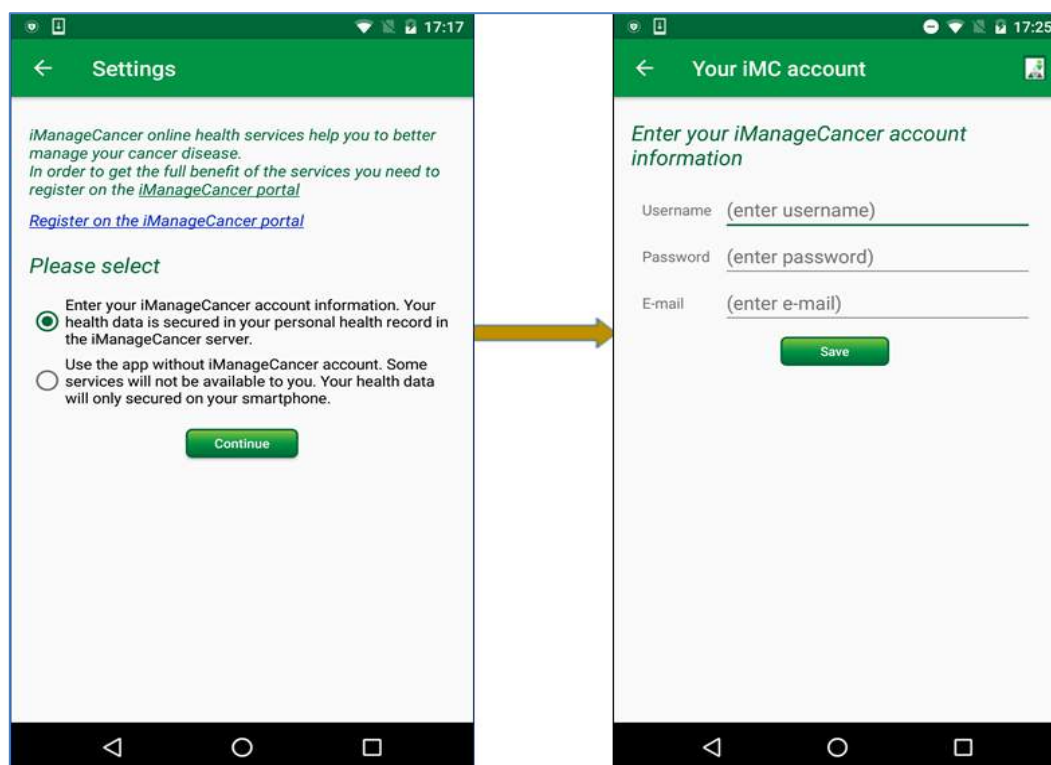 17:17
Settings
iManageCancer online health services help you to better
manage your cancer disease.
In order to get the full benefit of the services you need to
register on the iManageCancer portal
Register on the iManageCancer portal
Please select
Enter your iManageCancer account information. Your
health data is secured in your personal health record in
the iManageCancer server.
Use the app without iManageCancer account. Some
services will not be available to you. Your health data
will only secured on your smartphone.
Continue
17:25
Your iMC account
Enter your iManageCancer account
information
Username (enter username)
Password (enter password)
E-mail (enter e-mail)
Save